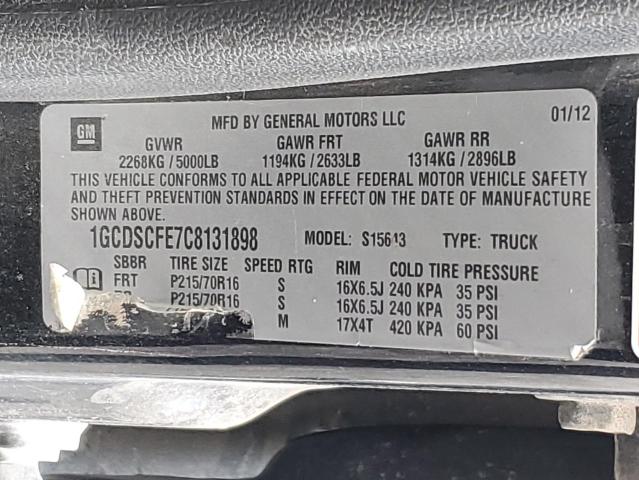 MFD BY GENERAL MOTORS LLC 01/12
GM
GVWR GAWR FRT GAWR RR
2268KG / 5000LB 1194KG / 2633LB 1314KG / 2896LB
THIS VEHICLE CONFORMS TO ALL APPLICABLE FEDERAL MOTOR VEHICLE SAFETY
AND THEFT PREVENTION STANDARDS IN EFFECT ON THE DATE OF MANUFACTURE
SHOWN ABOVE.
1GCDSCFE7C8131898 MODEL: TYPE: TRUCK
SBBR TIRE SIZE SPEED RTG RIM COLD TIRE PRESSURE
FRT P215/70R16 S 16X6.5J 240 KPA 35 PSI
P215/70R16 S 16X6.5J 240 KPA 35 PSI
M 17X4T 420 KPA 60 PSI